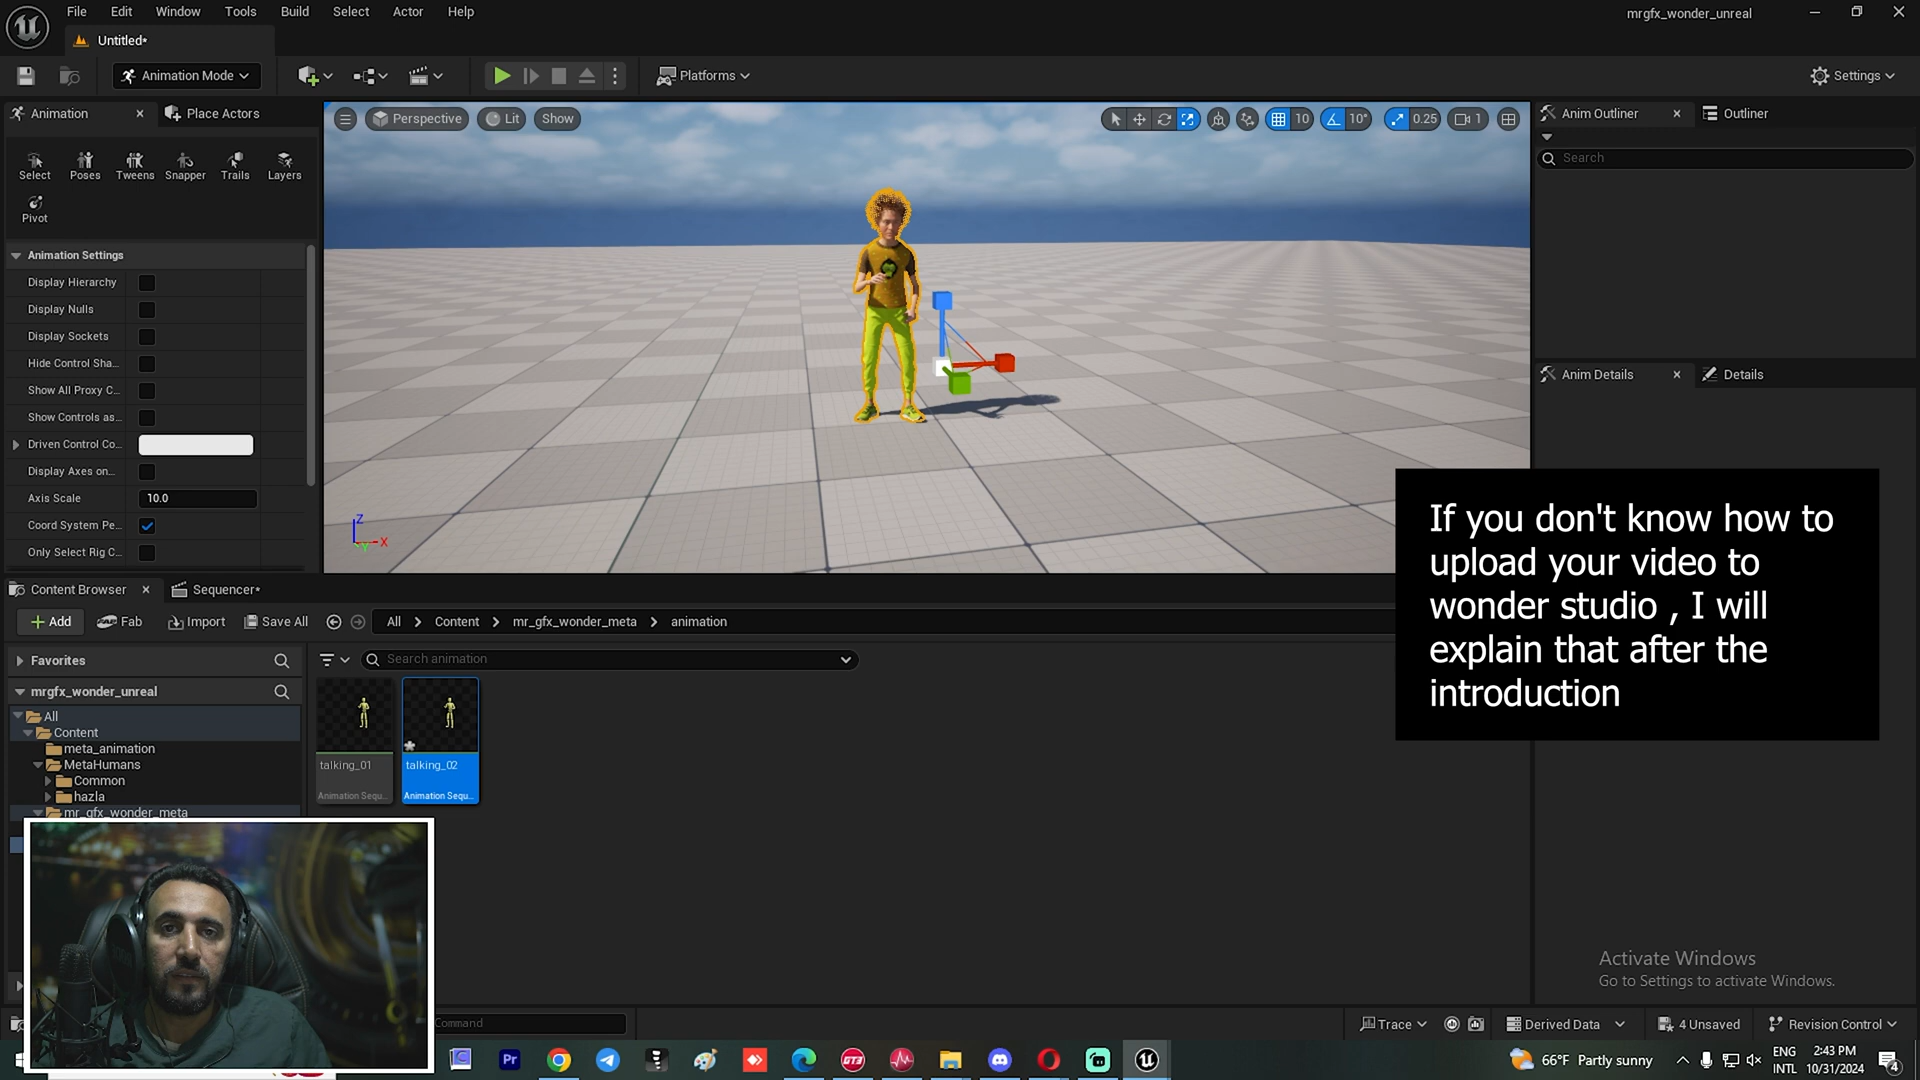 File Edit Window Tools Build Select Actor Help
mrgfx_wonder_unreal
Untitled*
Animation Mode
Platforms
Settings
Animation
Place Actors
Perspective
Lit
Show
10
10°
0.25
1
Anim Outliner
Outliner
Search
Select
Poses
Tweens
Snapper
Trails
Layers
Pivot
Animation Settings
Display Hierarchy
Display Nulls
Display Sockets
Hide Control Sha...
Show All Proxy C...
Show Controls as...
Driven Control Co...
Display Axes on...
Axis Scale
10.0
Coord System Pe...
Only Select Rig C...
Z
Y
X
Anim Details
Details
If you don't know how to
upload your video to
wonder studio , I will
explain that after the
introduction
Content Browser
Sequencer*
Add
Fab
Import
Save All
All > Content > mr_gfx_wonder_meta > animation
Favorites
Search animation
mrgfx_wonder_unreal
All
Content
meta_animation
MetaHumans
Common
hazla
mr_gfx_wonder_meta
talking_01
Animation Sequ...
talking_02
Animation Sequ...
Activate Windows
Go to Settings to activate Windows.
Command
Trace
Derived Data
4 Unsaved
Revision Control
Pr
GT3
66°F Partly sunny
ENG
INTL
2:43 PM
10/31/2024
4